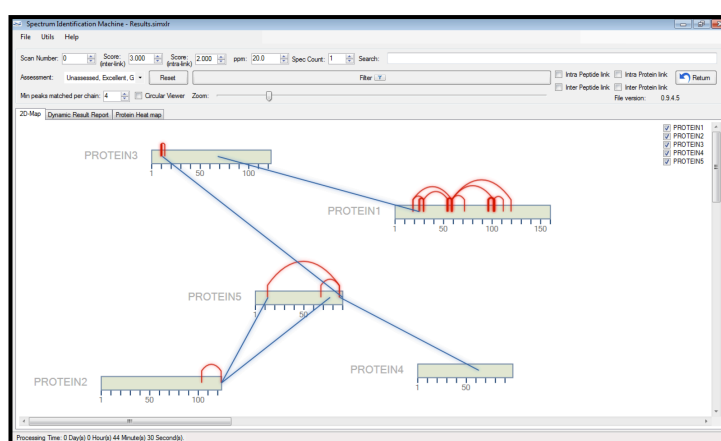 Spectrum Identification Machine - Results.simxlr
File Utils Help
Scan Number: 0 Score: (inter-link) 3.000 Score: (intra-link) 2.000 ppm: 20.0 Spec Count: 1 Search:
Assessment: Unassessed, Excellent, G Reset Filter Intra Peptide link Intra Protein link Return
Inter Peptide link Inter Protein link
Min peaks matched per chain: 4 Circular Viewer Zoom: File version: 0.9.4.5
2D-Map Dynamic Result Report Protein Heat map
PROTEIN1
PROTEIN2
PROTEIN3
PROTEIN4
PROTEIN5
PROTEIN3
1 50 100
PROTEIN1
1 50 100 150
PROTEIN5
1 50
PROTEIN4
1 50
PROTEIN2
1 50 100
Processing Time: 0 Day(s) 0 Hour(s) 44 Minute(s) 30 Second(s).